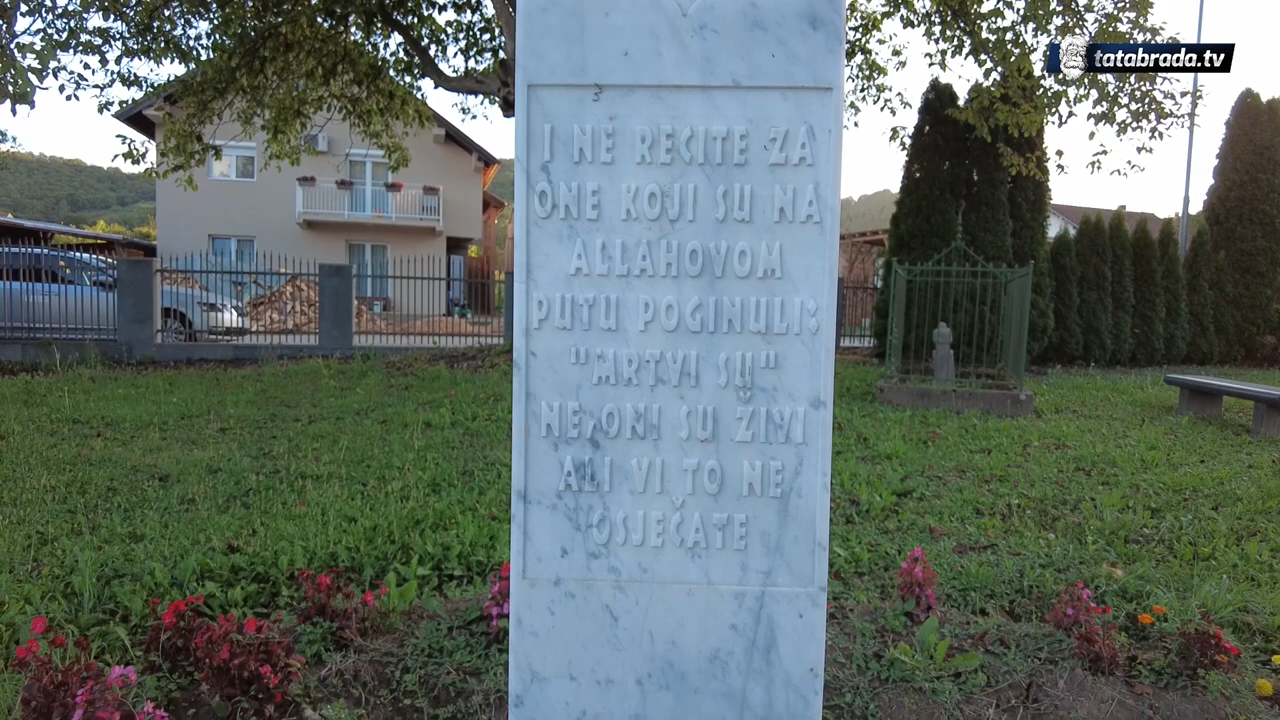 tatabrada.tv
I NE RECITE ZA
ONE KOJI SU NA
ALLAHOVOM
PUTU POGINULI:
"MRTVI SU"
NE, ONI SU ŽIVI
ALI VI TO NE
OSJEČATE